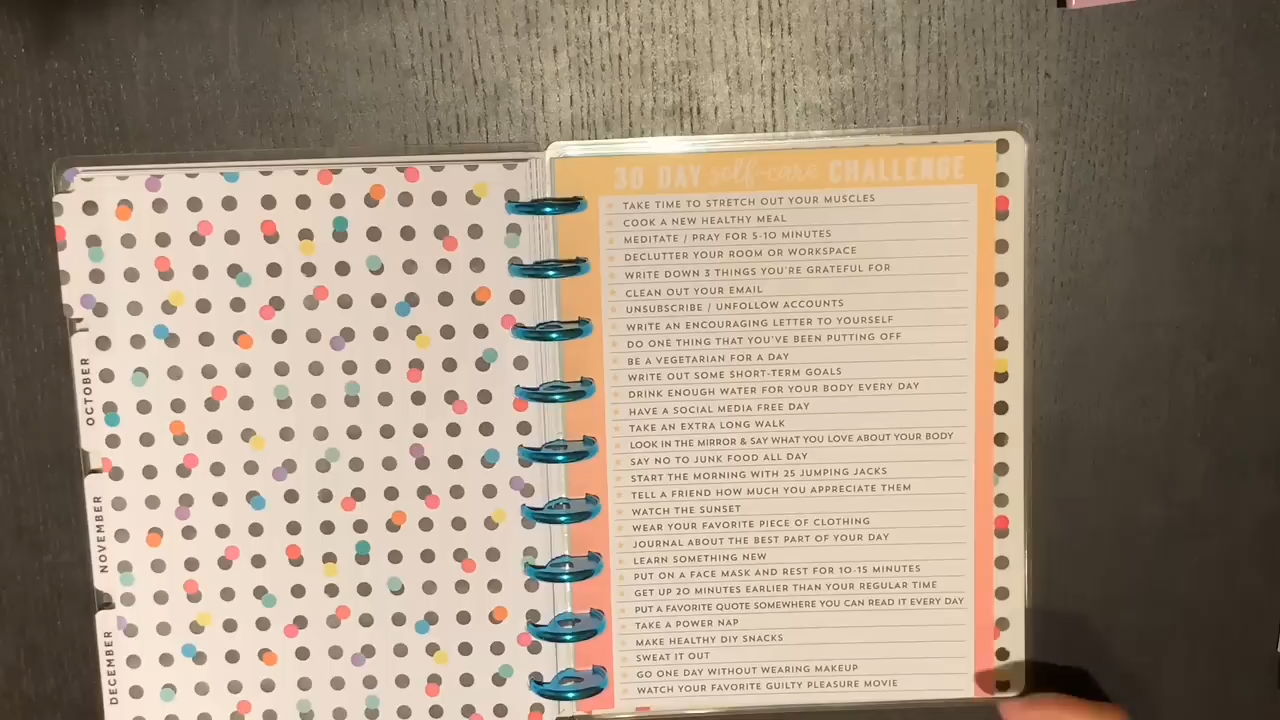 OCTOBER
NOVEMBER
DECEMBER
30 DAY self-care CHALLENGE
TAKE TIME TO STRETCH OUT YOUR MUSCLES
COOK A NEW HEALTHY MEAL
MEDITATE / PRAY FOR 5-10 MINUTES
DECLUTTER YOUR ROOM OR WORKSPACE
WRITE DOWN 3 THINGS YOU'RE GRATEFUL FOR
CLEAN OUT YOUR EMAIL
UNSUBSCRIBE / UNFOLLOW ACCOUNTS
WRITE AN ENCOURAGING LETTER TO YOURSELF
DO ONE THING THAT YOU'VE BEEN PUTTING OFF
BE A VEGETARIAN FOR A DAY
WRITE OUT SOME SHORT-TERM GOALS
DRINK ENOUGH WATER FOR YOUR BODY EVERY DAY
HAVE A SOCIAL MEDIA FREE DAY
TAKE AN EXTRA LONG WALK
LOOK IN THE MIRROR & SAY WHAT YOU LOVE ABOUT YOUR BODY
SAY NO TO JUNK FOOD ALL DAY
START THE MORNING WITH 25 JUMPING JACKS
TELL A FRIEND HOW MUCH YOU APPRECIATE THEM
WATCH THE SUNSET
WEAR YOUR FAVORITE PIECE OF CLOTHING
JOURNAL ABOUT THE BEST PART OF YOUR DAY
LEARN SOMETHING NEW
PUT ON A FACE MASK AND REST FOR 10-15 MINUTES
GET UP 20 MINUTES EARLIER THAN YOUR REGULAR TIME
PUT A FAVORITE QUOTE SOMEWHERE YOU CAN READ IT EVERY DAY
TAKE A POWER NAP
MAKE HEALTHY DIY SNACKS
SWEAT IT OUT
GO ONE DAY WITHOUT WEARING MAKEUP
WATCH YOUR FAVORITE GUILTY PLEASURE MOVIE